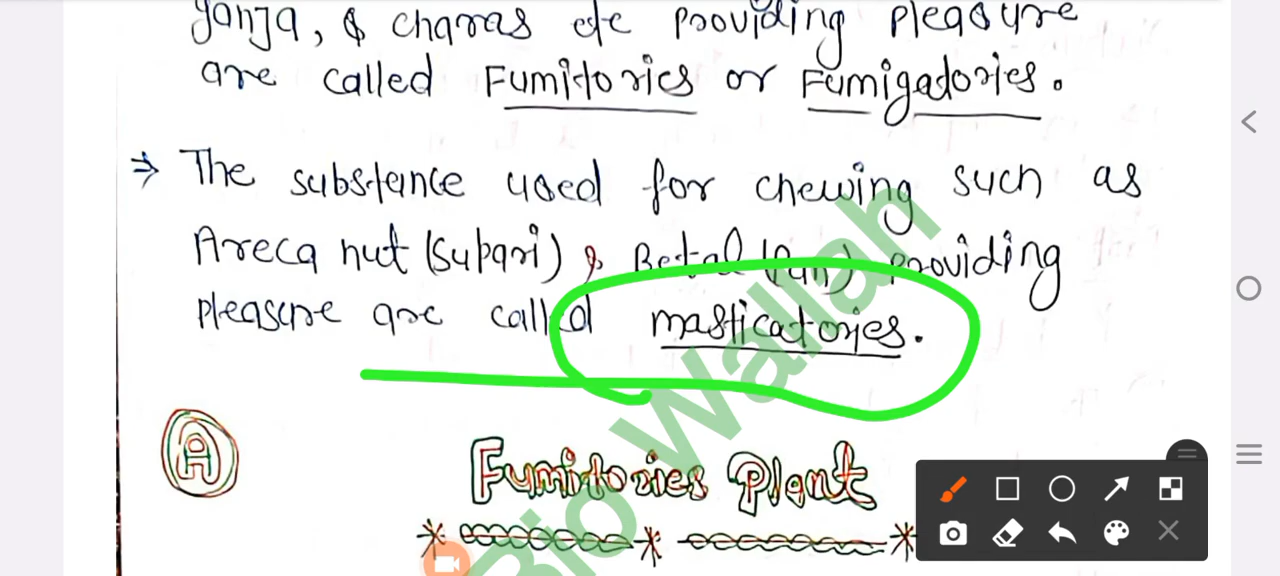 ganja, & charas etc providing pleasure
are called Fumitories or Fumigatories.
⇒ The substance used for chewing such as
Areca nut (Supari) & Betal (Pan) providing
pleasure are called masticatories.
A
Fumitories Plant
Bio Wallah